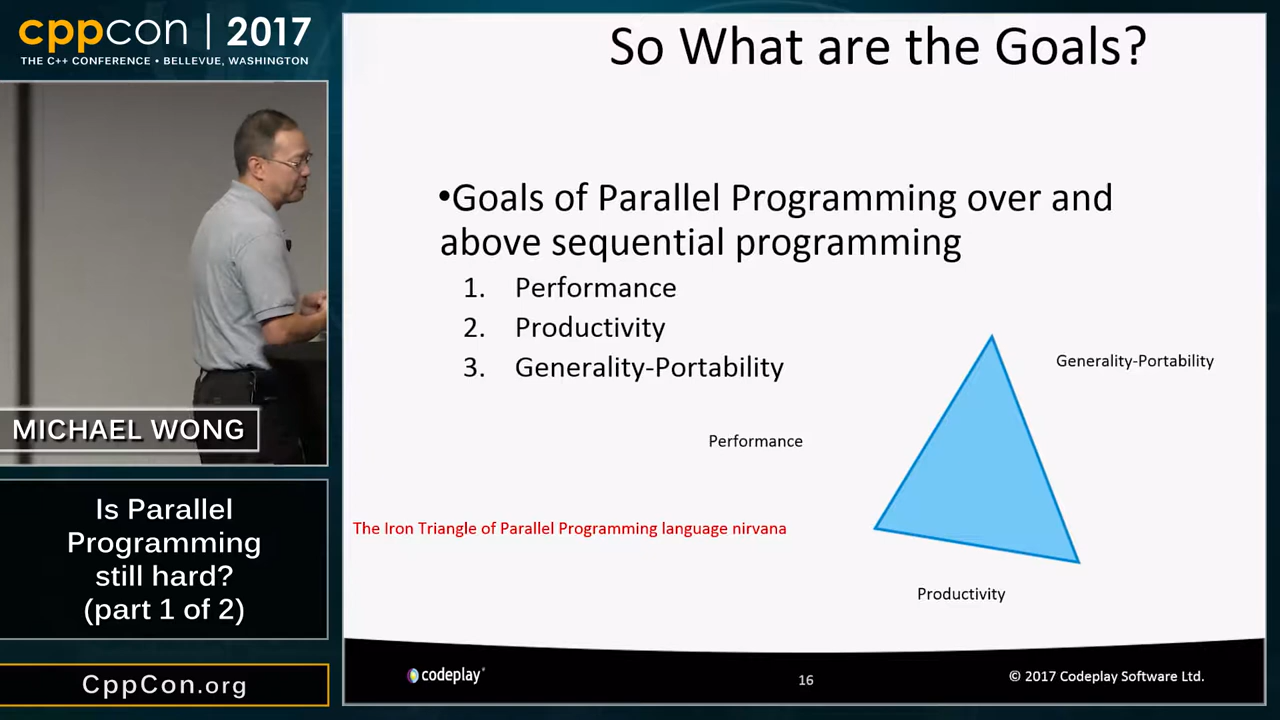 cppcon | 2017
THE C++ CONFERENCE • BELLEVUE, WASHINGTON
MICHAEL WONG
Is Parallel
Programming
still hard?
(part 1 of 2)
CppCon.org
So What are the Goals?
•Goals of Parallel Programming over and
above sequential programming
1. Performance
2. Productivity
3. Generality-Portability
Generality-Portability
Performance
The Iron Triangle of Parallel Programming language nirvana
Productivity
codeplay®
16
© 2017 Codeplay Software Ltd.